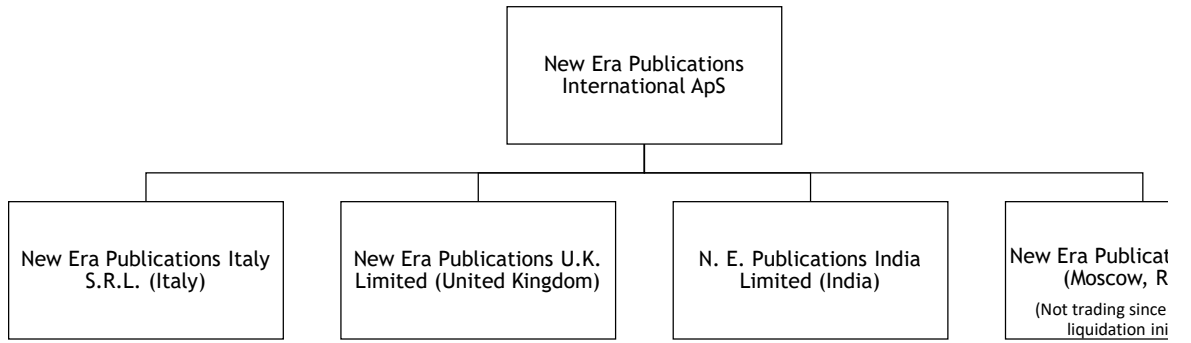 New Era Publications
International ApS
New Era Publications Italy
S.R.L. (Italy)
New Era Publications U.K.
Limited (United Kingdom)
N. E. Publications India
Limited (India)
New Era
(Moscow,
(Not trading since
liquidation